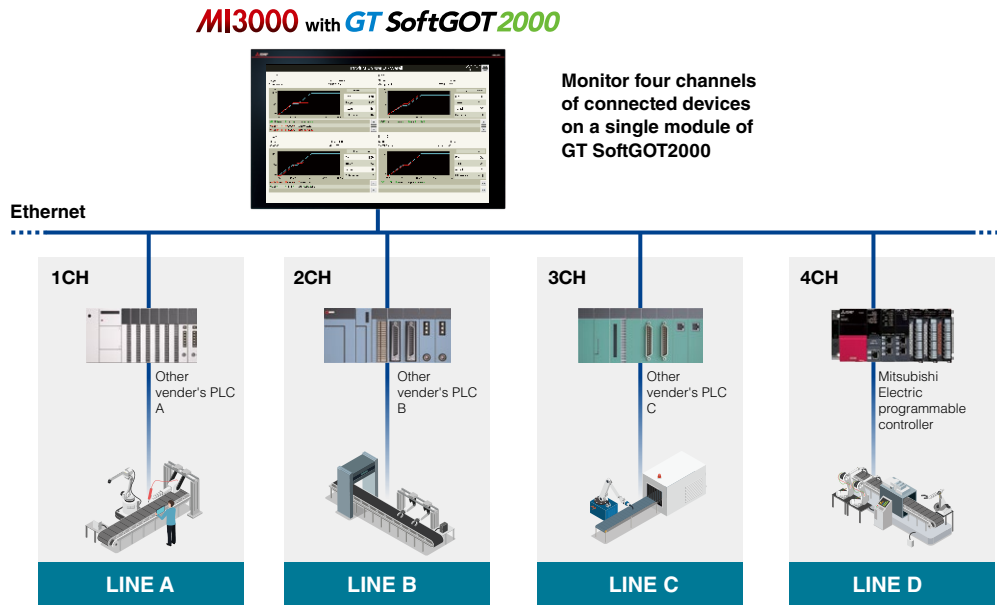 MI3000 with GT SoftGOT2000
Monitor four channels
of connected devices
on a single module of
GT SoftGOT2000
Ethernet
1CH
Other
vender's PLC
A
LINE A
2CH
Other
vender's PLC
B
LINE B
3CH
Other
vender's PLC
C
LINE C
4CH
Mitsubishi
Electric
programmable
controller
LINE D